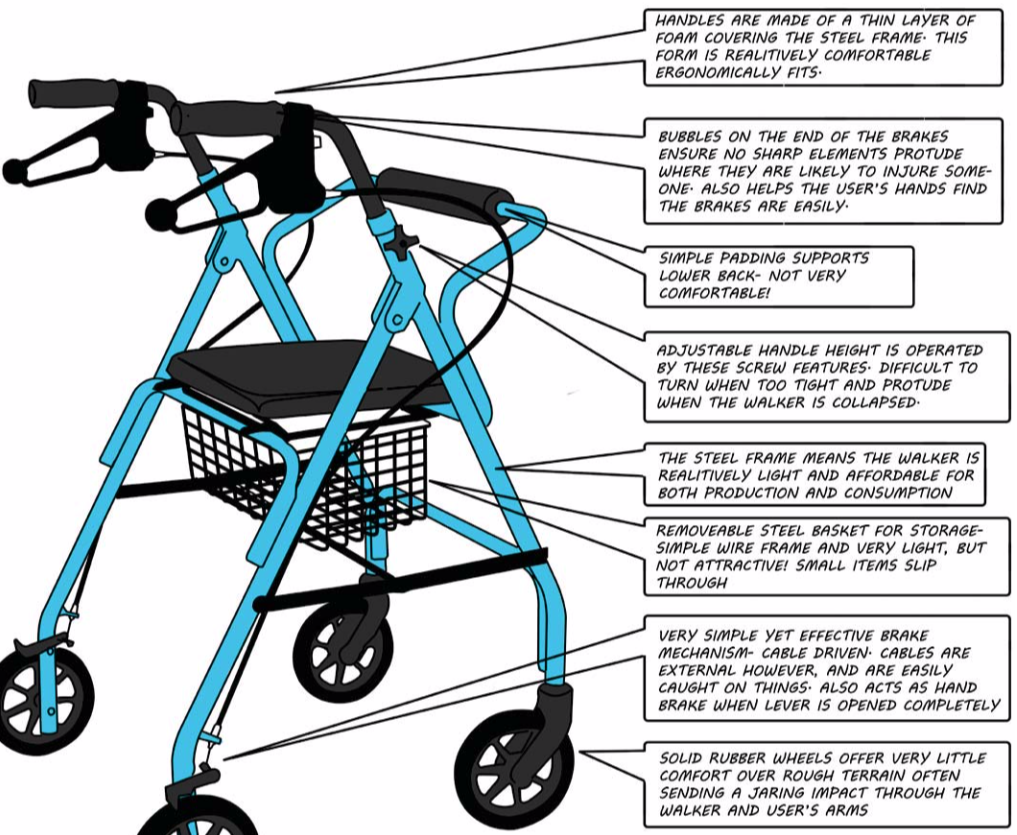 HANDLES ARE MADE OF A THIN LAYER OF
FOAM COVERING THE STEEL FRAME. THIS
FORM IS REALITIVELY COMFORTABLE
ERGONOMICALLY FITS.
BUBBLES ON THE END OF THE BRAKES
ENSURE NO SHARP ELEMENTS PROTUDE
WHERE THEY ARE LIKELY TO INJURE SOME-
ONE. ALSO HELPS THE USER'S HANDS FIND
THE BRAKES ARE EASILY.
SIMPLE PADDING SUPPORTS
LOWER BACK- NOT VERY
COMFORTABLE!
ADJUSTABLE HANDLE HEIGHT IS OPERATED
BY THESE SCREW FEATURES. DIFFICULT TO
TURN WHEN TOO TIGHT AND PROTUDE
WHEN THE WALKER IS COLLAPSED.
THE STEEL FRAME MEANS THE WALKER IS
REALITIVELY LIGHT AND AFFORDABLE FOR
BOTH PRODUCTION AND CONSUMPTION
REMOVEABLE STEEL BASKET FOR STORAGE-
SIMPLE WIRE FRAME AND VERY LIGHT, BUT
NOT ATTRACTIVE! SMALL ITEMS SLIP
THROUGH
VERY SIMPLE YET EFFECTIVE BRAKE
MECHANISM- CABLE DRIVEN. CABLES ARE
EXTERNAL HOWEVER, AND ARE EASILY
CAUGHT ON THINGS. ALSO ACTS AS HAND
BRAKE WHEN LEVER IS OPENED COMPLETELY
SOLID RUBBER WHEELS OFFER VERY LITTLE
COMFORT OVER ROUGH TERRAIN OFTEN
SENDING A JARING IMPACT THROUGH THE
WALKER AND USER'S ARMS